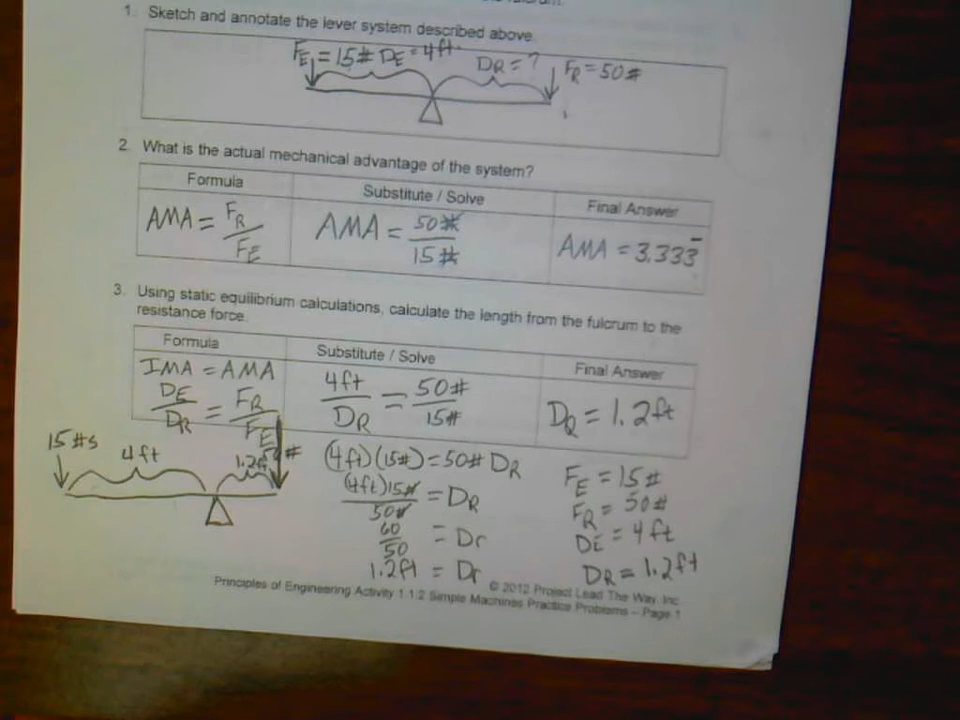 fulcrum.
1. Sketch and annotate the lever system described above.
FE = 15# DE = 4ft.
DR = ? FR = 50#
2. What is the actual mechanical advantage of the system?
Formula Substitute / Solve Final Answer
AMA = FR/FE AMA = 50#/15# AMA = 3.333̅
3. Using static equilibrium calculations, calculate the length from the fulcrum to the
resistance force.
Formula Substitute / Solve Final Answer
IMA = AMA
DE/DR = FR/FE 4ft/DR = 50#/15# DR = 1.2ft
15#s 4ft 1.2ft
(4ft)(15#) = 50# DR
(4ft)15#/50# = DR
60/50 = Dr
1.2ft = Dr
FE = 15#
FR = 50#
DE = 4ft
DR = 1.2ft
© 2012 Project Lead The Way, Inc.
Principles of Engineering Activity 1.1.2 Simple Machines Practice Problems – Page 1